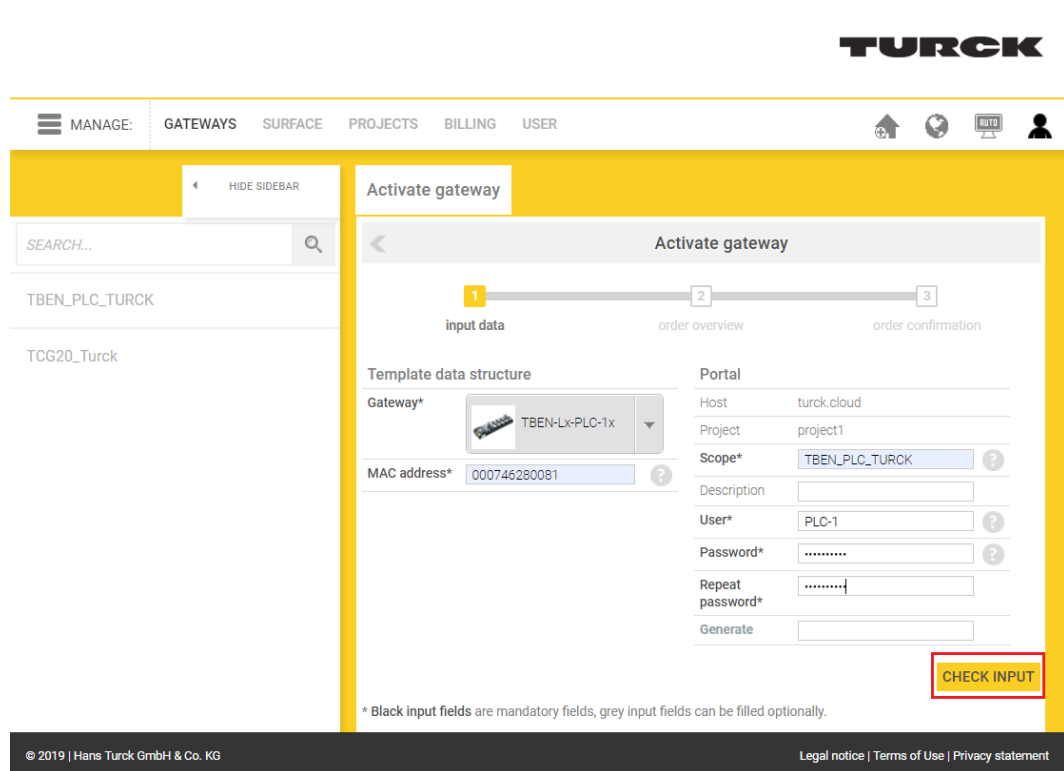 TURCK
MANAGE: GATEWAYS SURFACE PROJECTS BILLING USER
AUTO
HIDE SIDEBAR
SEARCH...
TBEN_PLC_TURCK
TCG20_Turck
Activate gateway
Activate gateway
1 2 3
input data order overview order confirmation
Template data structure
Gateway* TBEN-Lx-PLC-1x
MAC address* 000746280081 ?
Portal
Host turck.cloud
Project project1
Scope* TBEN_PLC_TURCK ?
Description
User* PLC-1 ?
Password* •••••••••• ?
Repeat ••••••••••
password*
Generate
CHECK INPUT
* Black input fields are mandatory fields, grey input fields can be filled optionally.
© 2019 | Hans Turck GmbH & Co. KG Legal notice | Terms of Use | Privacy statement